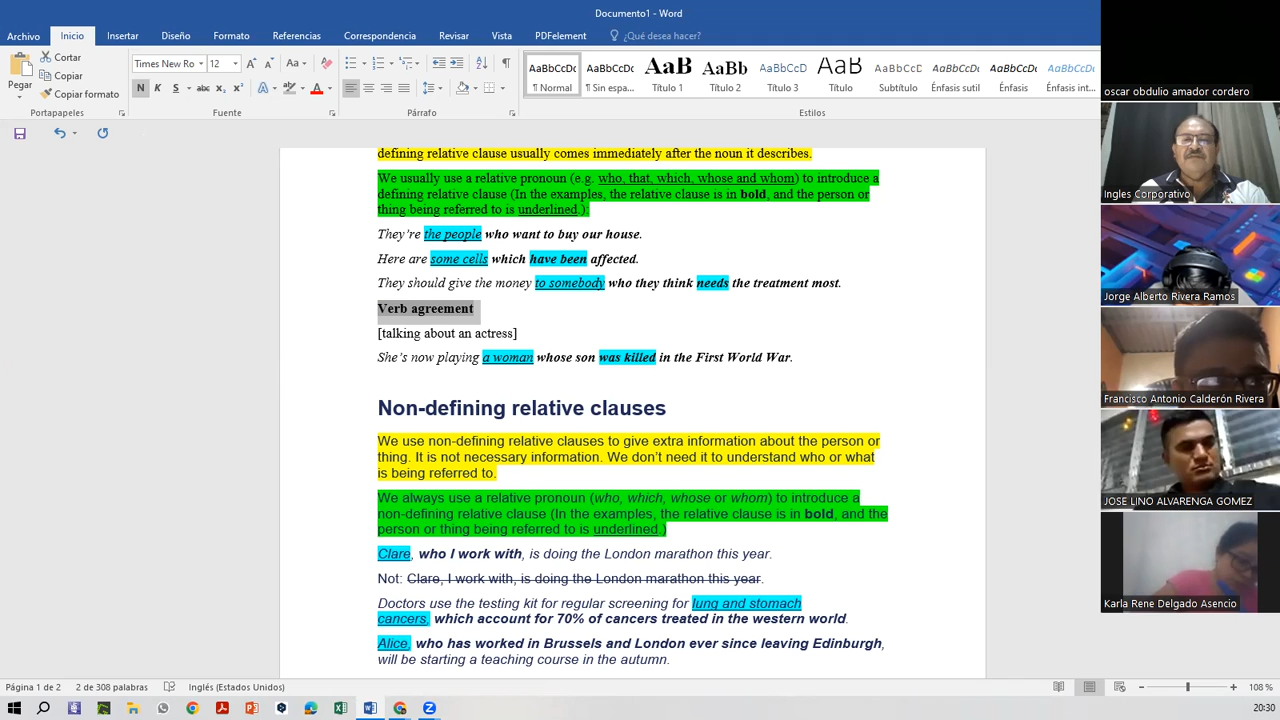 Documento1 - Word
Archivo Inicio Insertar Diseño Formato Referencias Correspondencia Revisar Vista PDFelement ¿Qué desea hacer?
Pegar
Cortar
Copiar
Copiar formato
Portapapeles
Times New Ro 12
N K S abc x₂ x²
Fuente
Párrafo
AaBbCcDc AaBbCcDc AaB AaBb AaBbCcD AaB AaBbCcD AaBbCcD AaBbCcDc AaBbCcDc
¶ Normal ¶ Sin espa... Título 1 Título 2 Título 3 Título Subtítulo Énfasis sutil Énfasis Énfasis int...
Estilos
defining relative clause usually comes immediately after the noun it describes.
We usually use a relative pronoun (e.g. who, that, which, whose and whom) to introduce a
defining relative clause (In the examples, the relative clause is in bold, and the person or
thing being referred to is underlined.):
They’re the people who want to buy our house.
Here are some cells which have been affected.
They should give the money to somebody who they think needs the treatment most.
Verb agreement
[talking about an actress]
She’s now playing a woman whose son was killed in the First World War.
Non-defining relative clauses
We use non-defining relative clauses to give extra information about the person or
thing. It is not necessary information. We don’t need it to understand who or what
is being referred to.
We always use a relative pronoun (who, which, whose or whom) to introduce a
non-defining relative clause (In the examples, the relative clause is in bold, and the
person or thing being referred to is underlined.)
Clare, who I work with, is doing the London marathon this year.
Not: Clare, I work with, is doing the London marathon this year.
Doctors use the testing kit for regular screening for lung and stomach
cancers, which account for 70% of cancers treated in the western world.
Alice, who has worked in Brussels and London ever since leaving Edinburgh,
will be starting a teaching course in the autumn.
Página 1 de 2 2 de 308 palabras Inglés (Estados Unidos) 108 %
20:30
oscar obdulio amador cordero
Ingles Corporativo
Jorge Alberto Rivera Ramos
Francisco Antonio Calderón Rivera
JOSE LINO ALVARENGA GOMEZ
Karla Rene Delgado Asencio